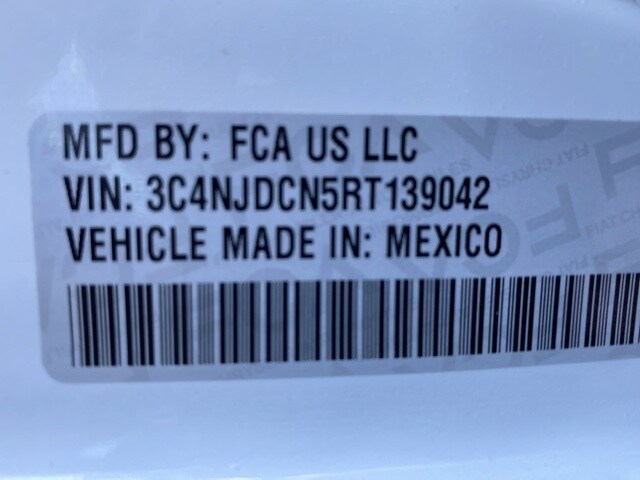 MFD BY: FCA US LLC
VIN: 3C4NJDCN5RT139042
VEHICLE MADE IN: MEXICO